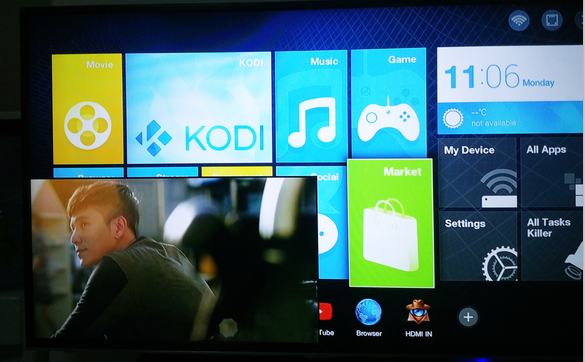 Movie
KODI
Music
Game
KODI
11:06 Monday
--°C
not available
Social
Market
My Device
All Apps
Settings
All Tasks
Killer
Tube
Browser
HDMI IN